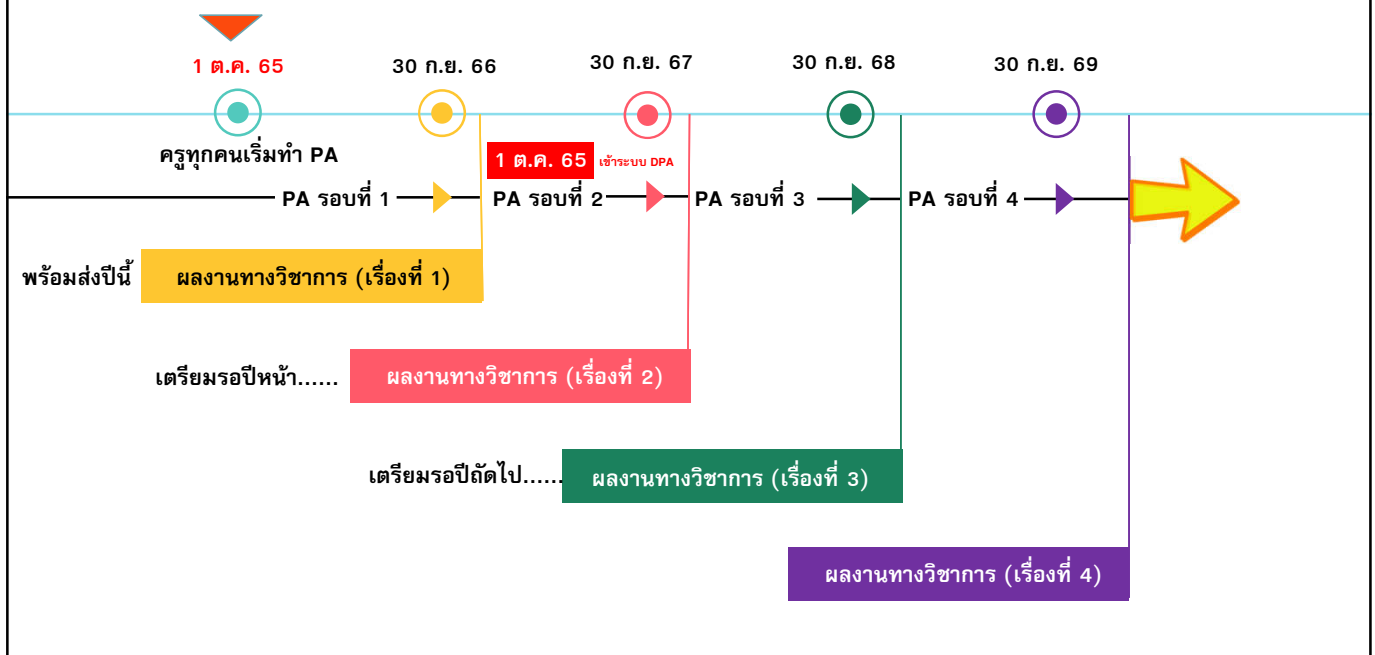 1 ต.ค. 65
30 ก.ย. 66
30 ก.ย. 67
30 ก.ย. 68
30 ก.ย. 69
ครูทุกคนเริ่มทำ PA
1 ต.ค. 65 เข้าระบบ DPA
PA รอบที่ 1
PA รอบที่ 2
PA รอบที่ 3
PA รอบที่ 4
พร้อมส่งปีนี้ ผลงานทางวิชาการ (เรื่องที่ 1)
เตรียมรอปีหน้า...... ผลงานทางวิชาการ (เรื่องที่ 2)
เตรียมรอปีถัดไป...... ผลงานทางวิชาการ (เรื่องที่ 3)
ผลงานทางวิชาการ (เรื่องที่ 4)